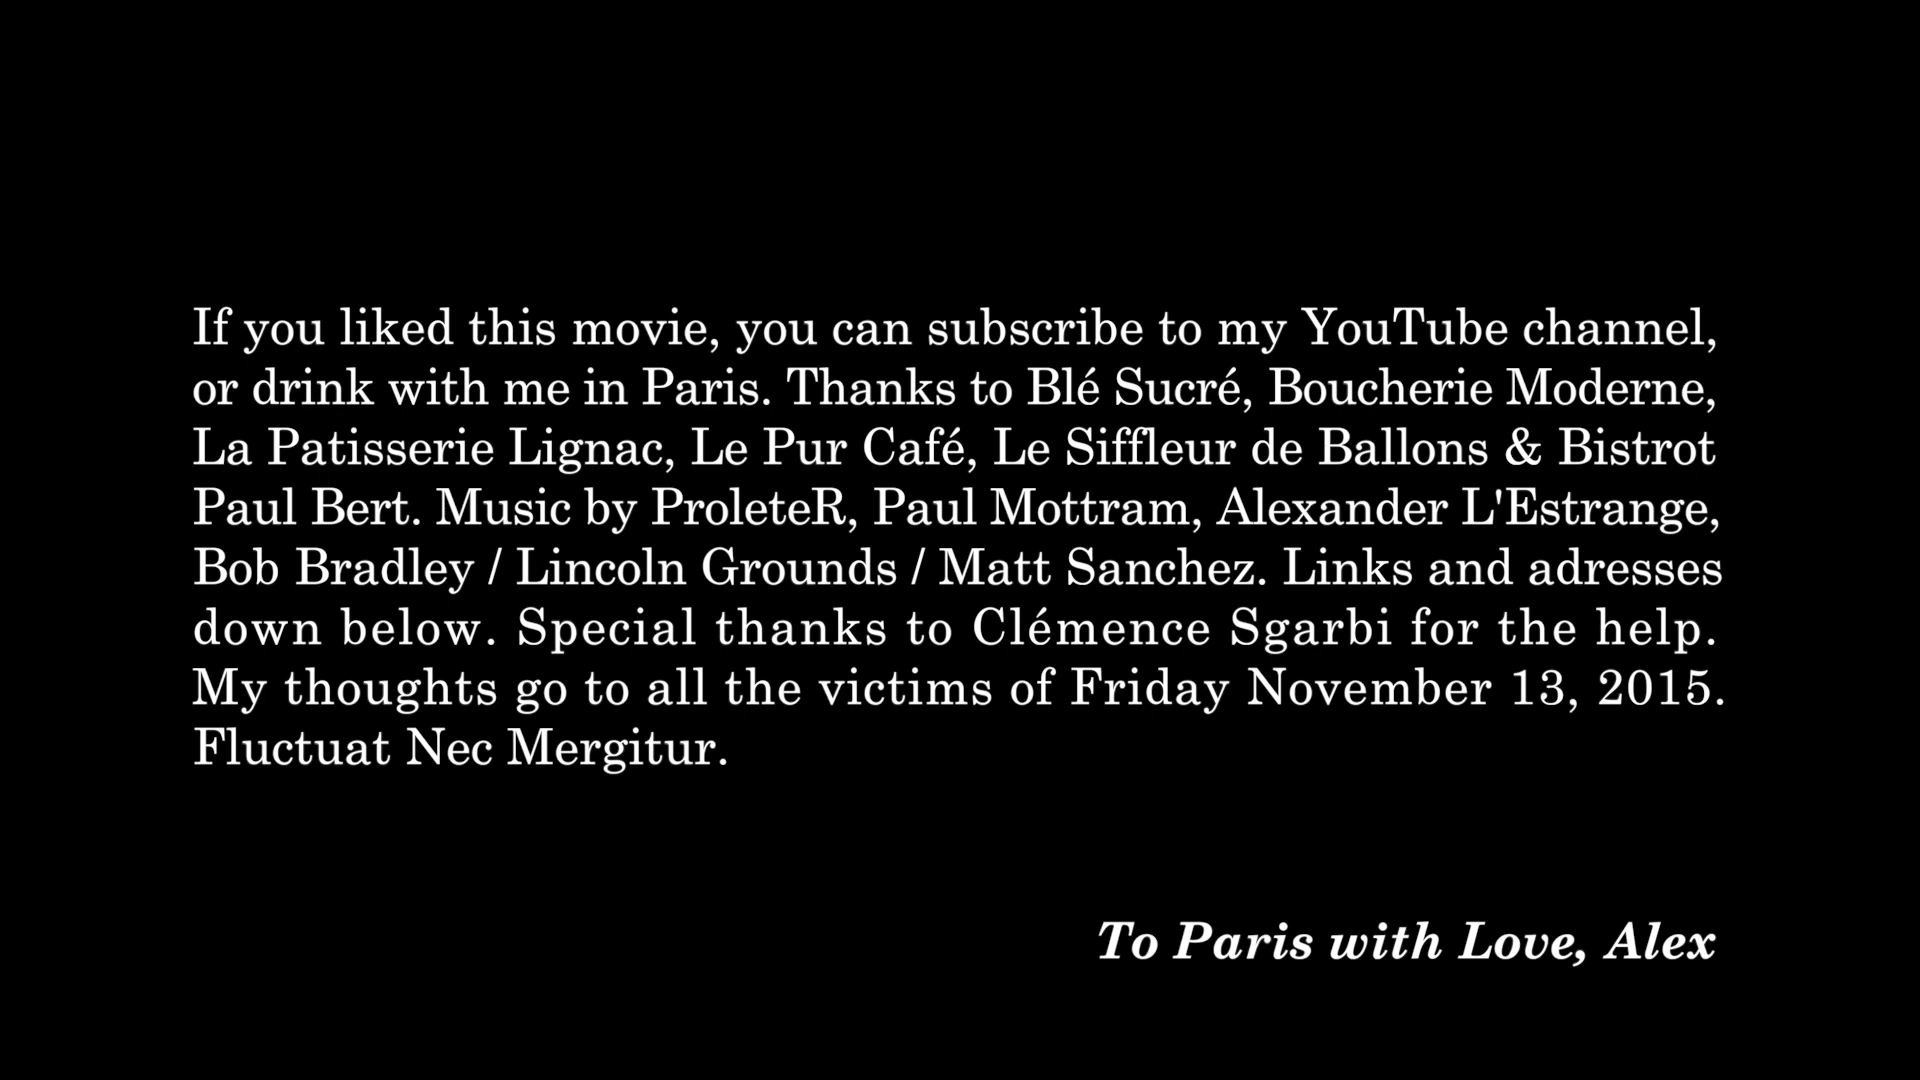 If you liked this movie, you can subscribe to my YouTube channel,
or drink with me in Paris. Thanks to Blé Sucré, Boucherie Moderne,
La Patisserie Lignac, Le Pur Café, Le Siffleur de Ballons & Bistrot
Paul Bert. Music by ProleteR, Paul Mottram, Alexander L'Estrange,
Bob Bradley / Lincoln Grounds / Matt Sanchez. Links and adresses
down below. Special thanks to Clémence Sgarbi for the help.
My thoughts go to all the victims of Friday November 13, 2015.
Fluctuat Nec Mergitur.
To Paris with Love, Alex